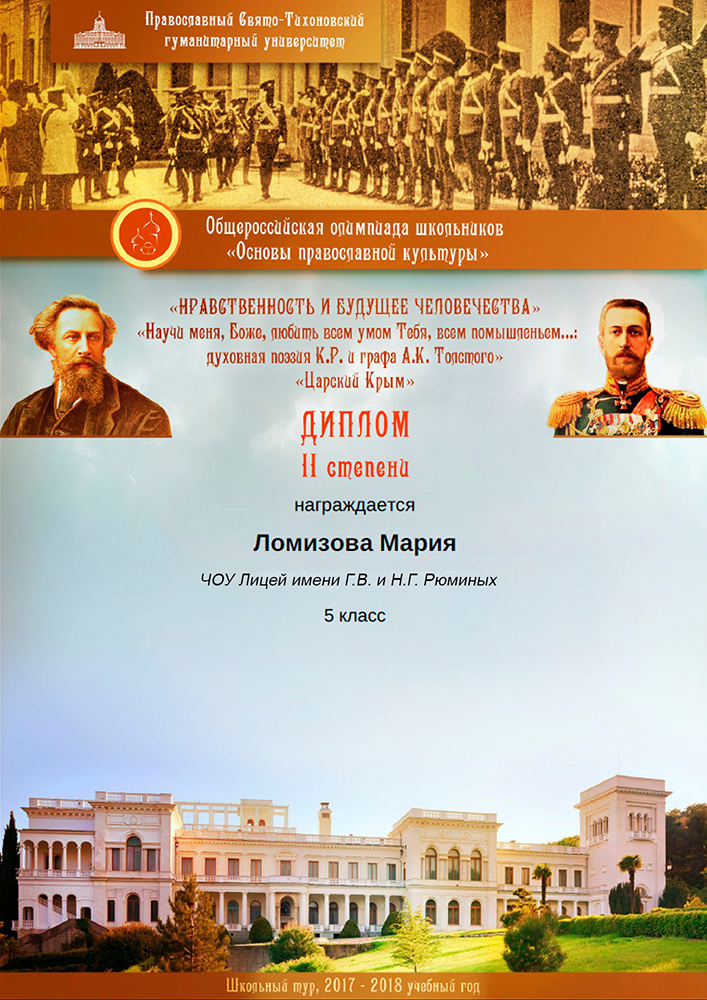 Православный Свято-Тихоновский
гуманитарный университет
Общероссийская олимпиада школьников
«Основы православной культуры»
«НРАВСТВЕННОСТЬ И БУДУЩЕЕ ЧЕЛОВЕЧЕСТВА»
«Научи меня, Боже, любить всем умом Тебя, всем помышленьем...:
духовная поэзия К.Р. и графа А.К. Толстого»
«Царский Крым»
ДИПЛОМ
II степени
награждается
Ломизова Мария
ЧОУ Лицей имени Г.В. и Н.Г. Рюминых
5 класс
Школьный тур, 2017 - 2018 учебный год